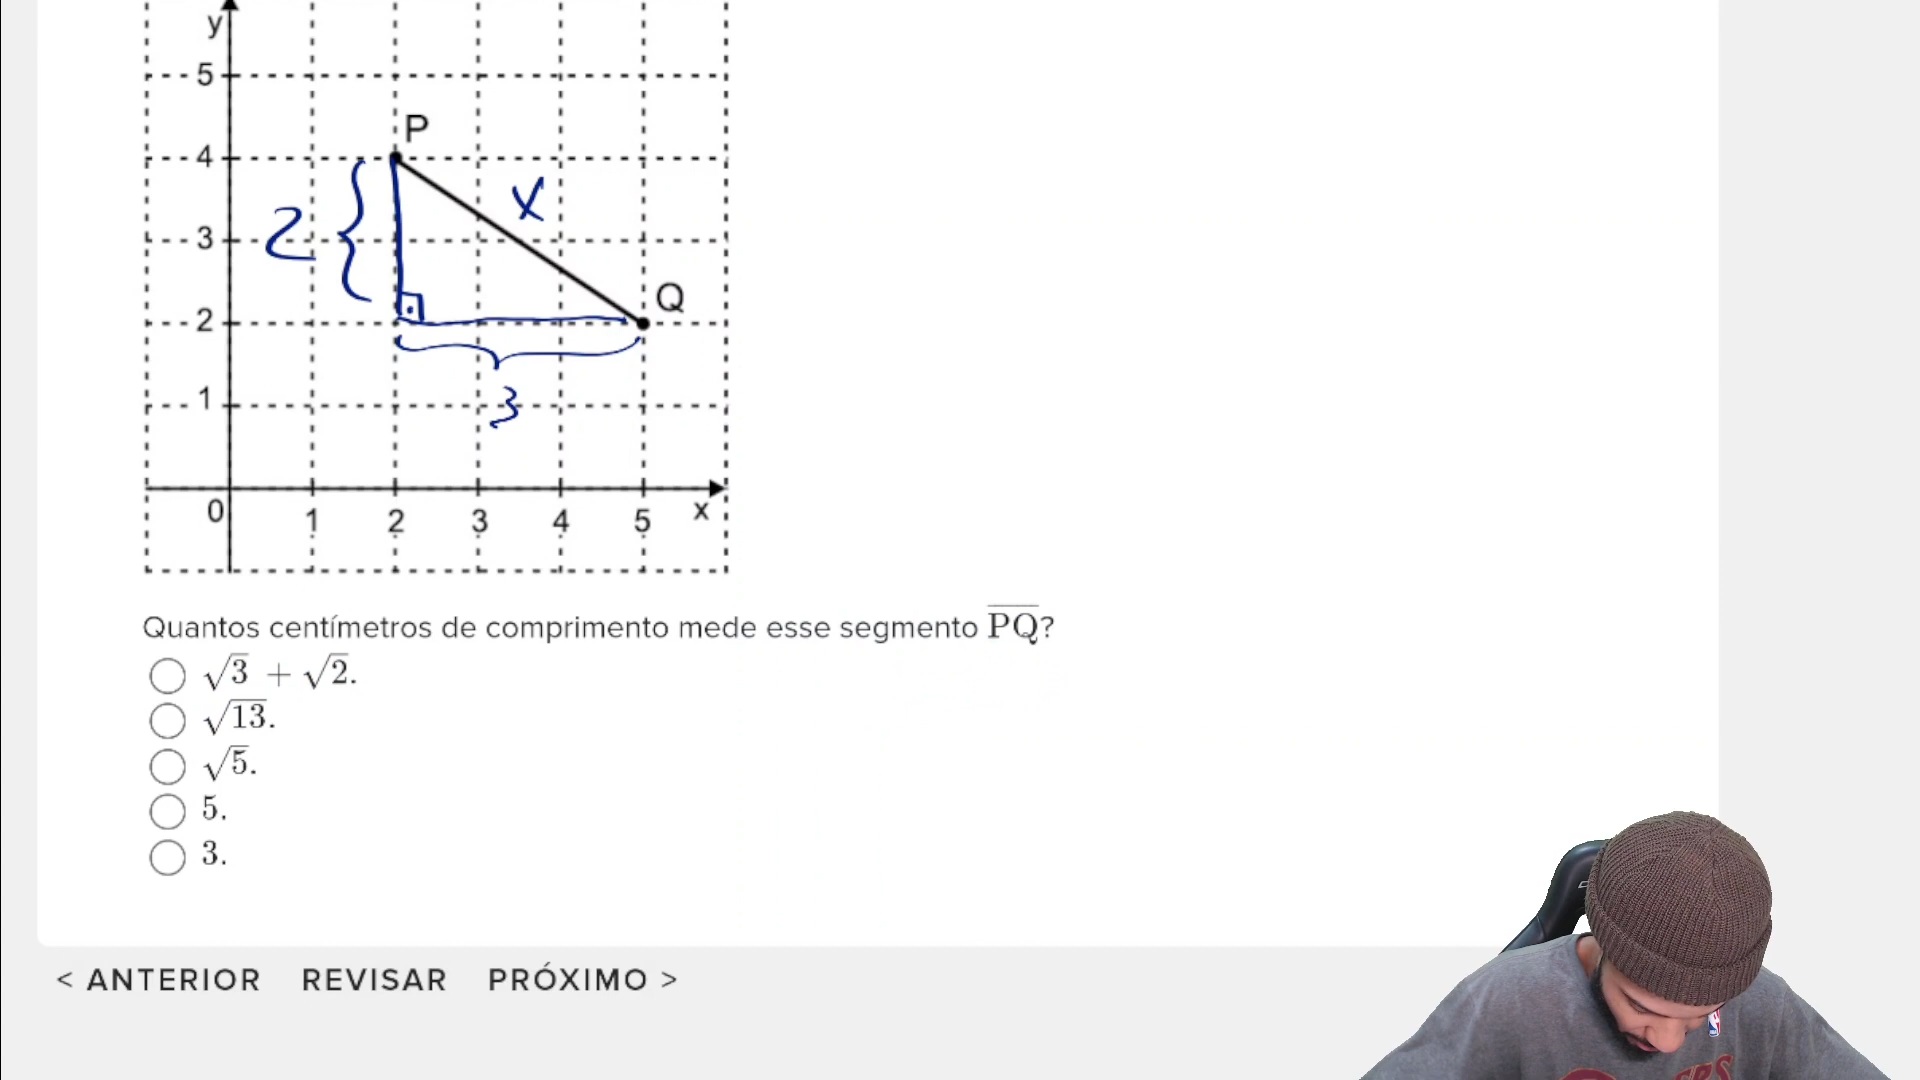 y
5
P
4
x
2
3
Q
2
1
3
0
1
2
3
4
5
x
Quantos centímetros de comprimento mede esse segmento PQ?
√3 + √2.
√13.
√5.
5.
3.
< ANTERIOR REVISAR PRÓXIMO >